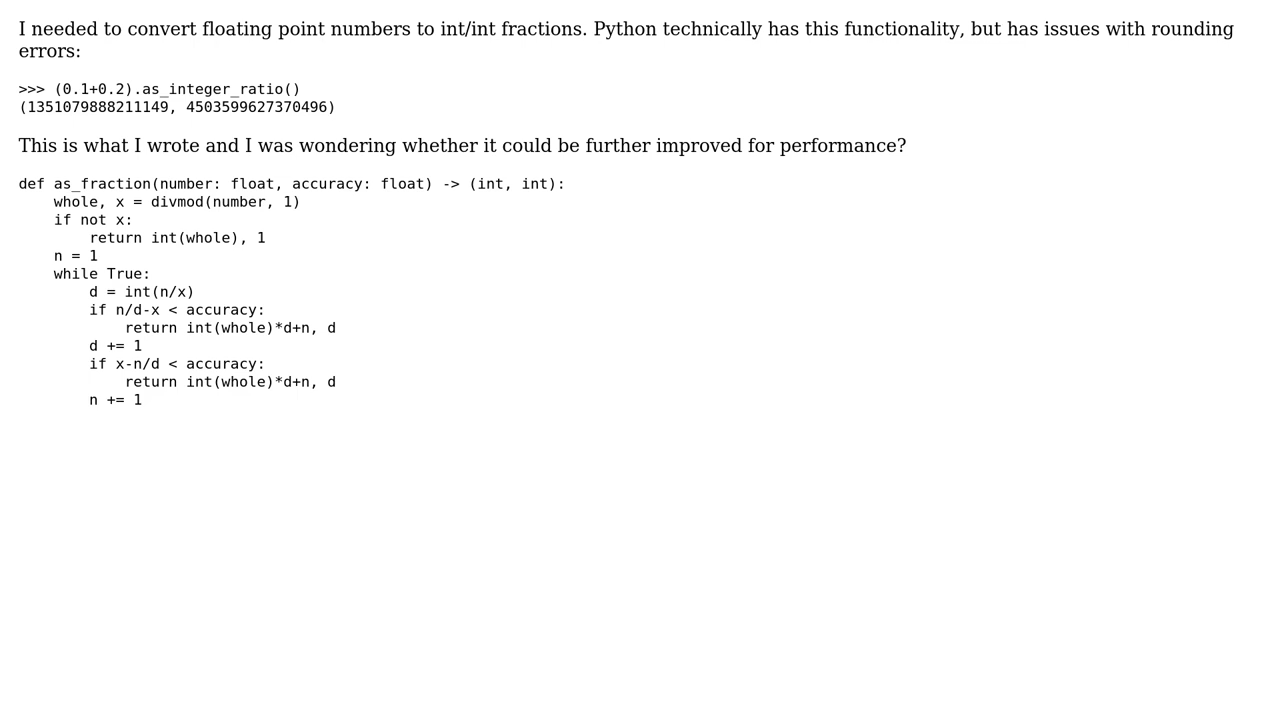 I needed to convert floating point numbers to int/int fractions. Python technically has this functionality, but has issues with rounding
errors:
>>> (0.1+0.2).as_integer_ratio()
(1351079888211149, 4503599627370496)
This is what I wrote and I was wondering whether it could be further improved for performance?
def as_fraction(number: float, accuracy: float) -> (int, int):
    whole, x = divmod(number, 1)
    if not x:
        return int(whole), 1
    n = 1
    while True:
        d = int(n/x)
        if n/d-x < accuracy:
            return int(whole)*d+n, d
        d += 1
        if x-n/d < accuracy:
            return int(whole)*d+n, d
        n += 1